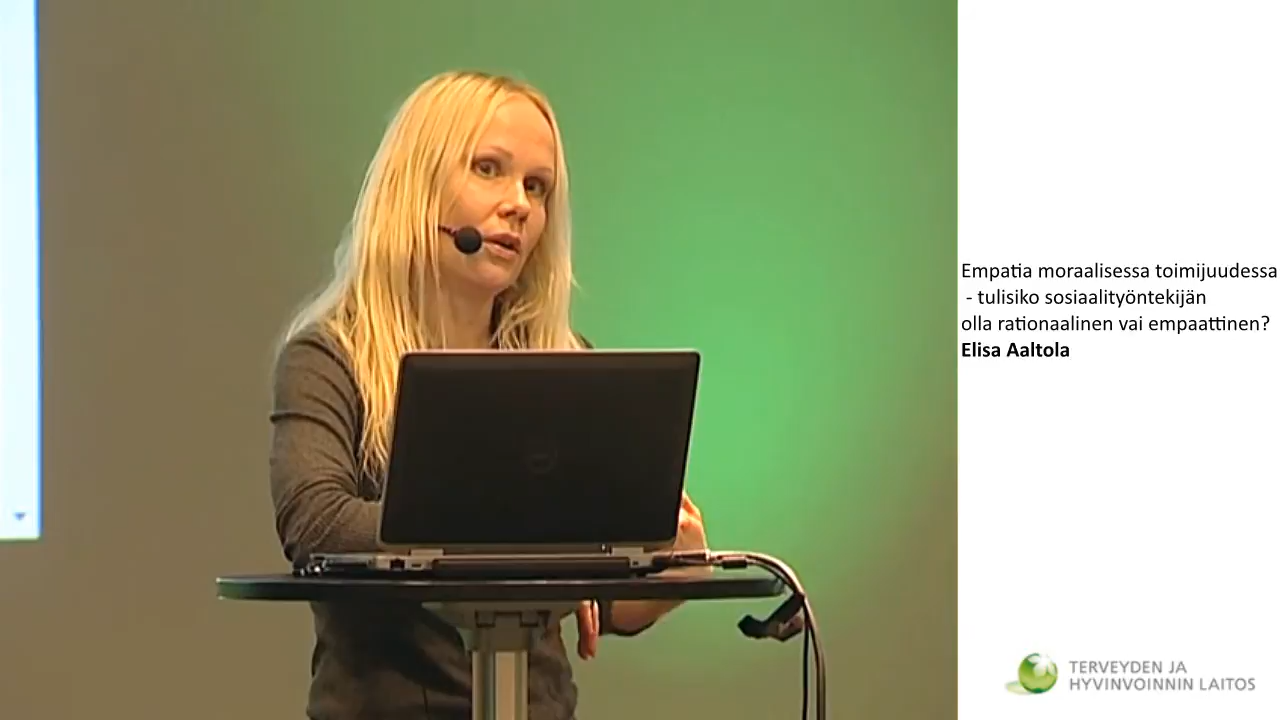 Empatia moraalisessa toimijuudessa
- tulisiko sosiaalityöntekijän
olla rationaalinen vai empaattinen?
Elisa Aaltola
TERVEYDEN JA
HYVINVOINNIN LAITOS